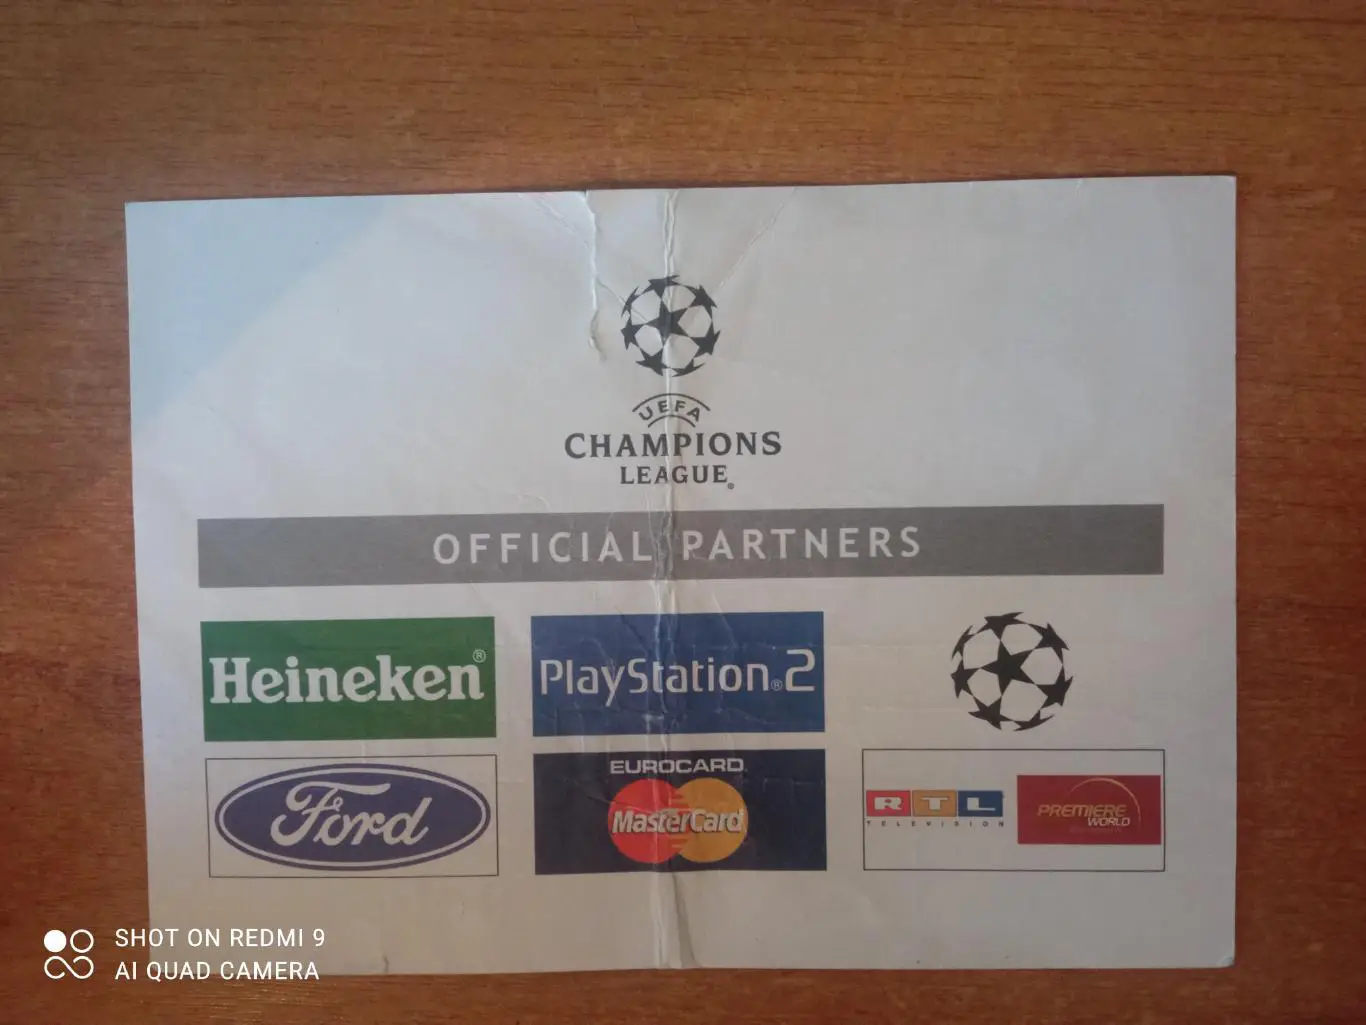 UEFA
CHAMPIONS
LEAGUE®
OFFICIAL PARTNERS
Heineken®
PlayStation®2
Ford
EUROCARD
MasterCard
RTL
TELEVISION
PREMIERE
WORLD
SHOT ON REDMI 9
AI QUAD CAMERA